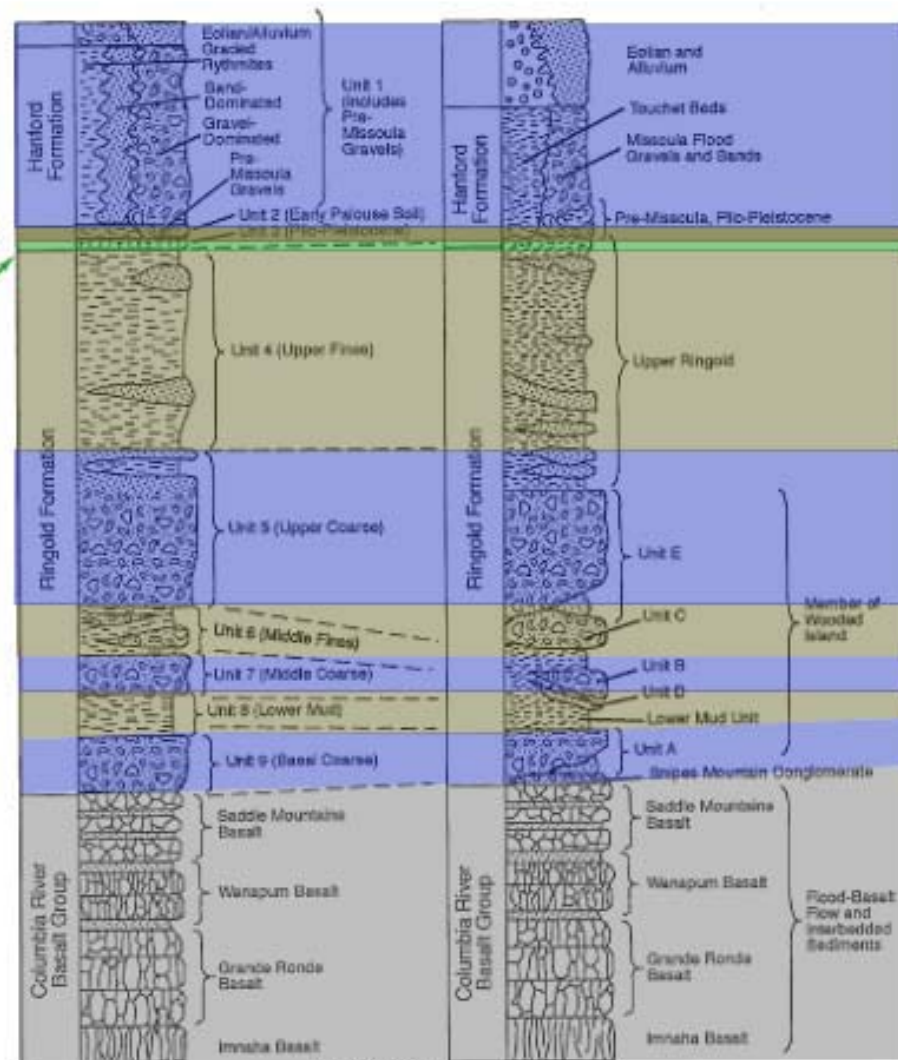 Hanford
Formation
Eolian/Alluvium
Graded
Rythmites
Sand-
Dominated
Gravel-
Dominated
Pre-
Missoula
Gravels
Unit 1
(Includes
Pre-
Missoula
Gravels)
Unit 2 (Early Palouse Soil)
Unit 3 (Plio-Pleistocene)
Ringold Formation
Unit 4 (Upper Fines)
Unit 5 (Upper Coarse)
Unit 6 (Middle Fines)
Unit 7 (Middle Coarse)
Unit 8 (Lower Mud)
Unit 9 (Basal Coarse)
Columbia River
Basalt Group
Saddle Mountains
Basalt
Wanapum Basalt
Grande Ronde
Basalt
Imnaha Basalt
Hanford
Formation
Eolian and
Alluvium
Touchet Beds
Missoula Flood
Gravels and Sands
Pre-Missoula, Plio-Pleistocene
Ringold Formation
Upper Ringold
Unit E
Unit C
Unit B
Unit D
Lower Mud Unit
Unit A
Member of
Wooded
Island
Snipes Mountain Conglomerate
Columbia River
Basalt Group
Saddle Mountains
Basalt
Wanapum Basalt
Grande Ronde
Basalt
Imnaha Basalt
Flood-Basalt
Flow and
Interbedded
Sediments